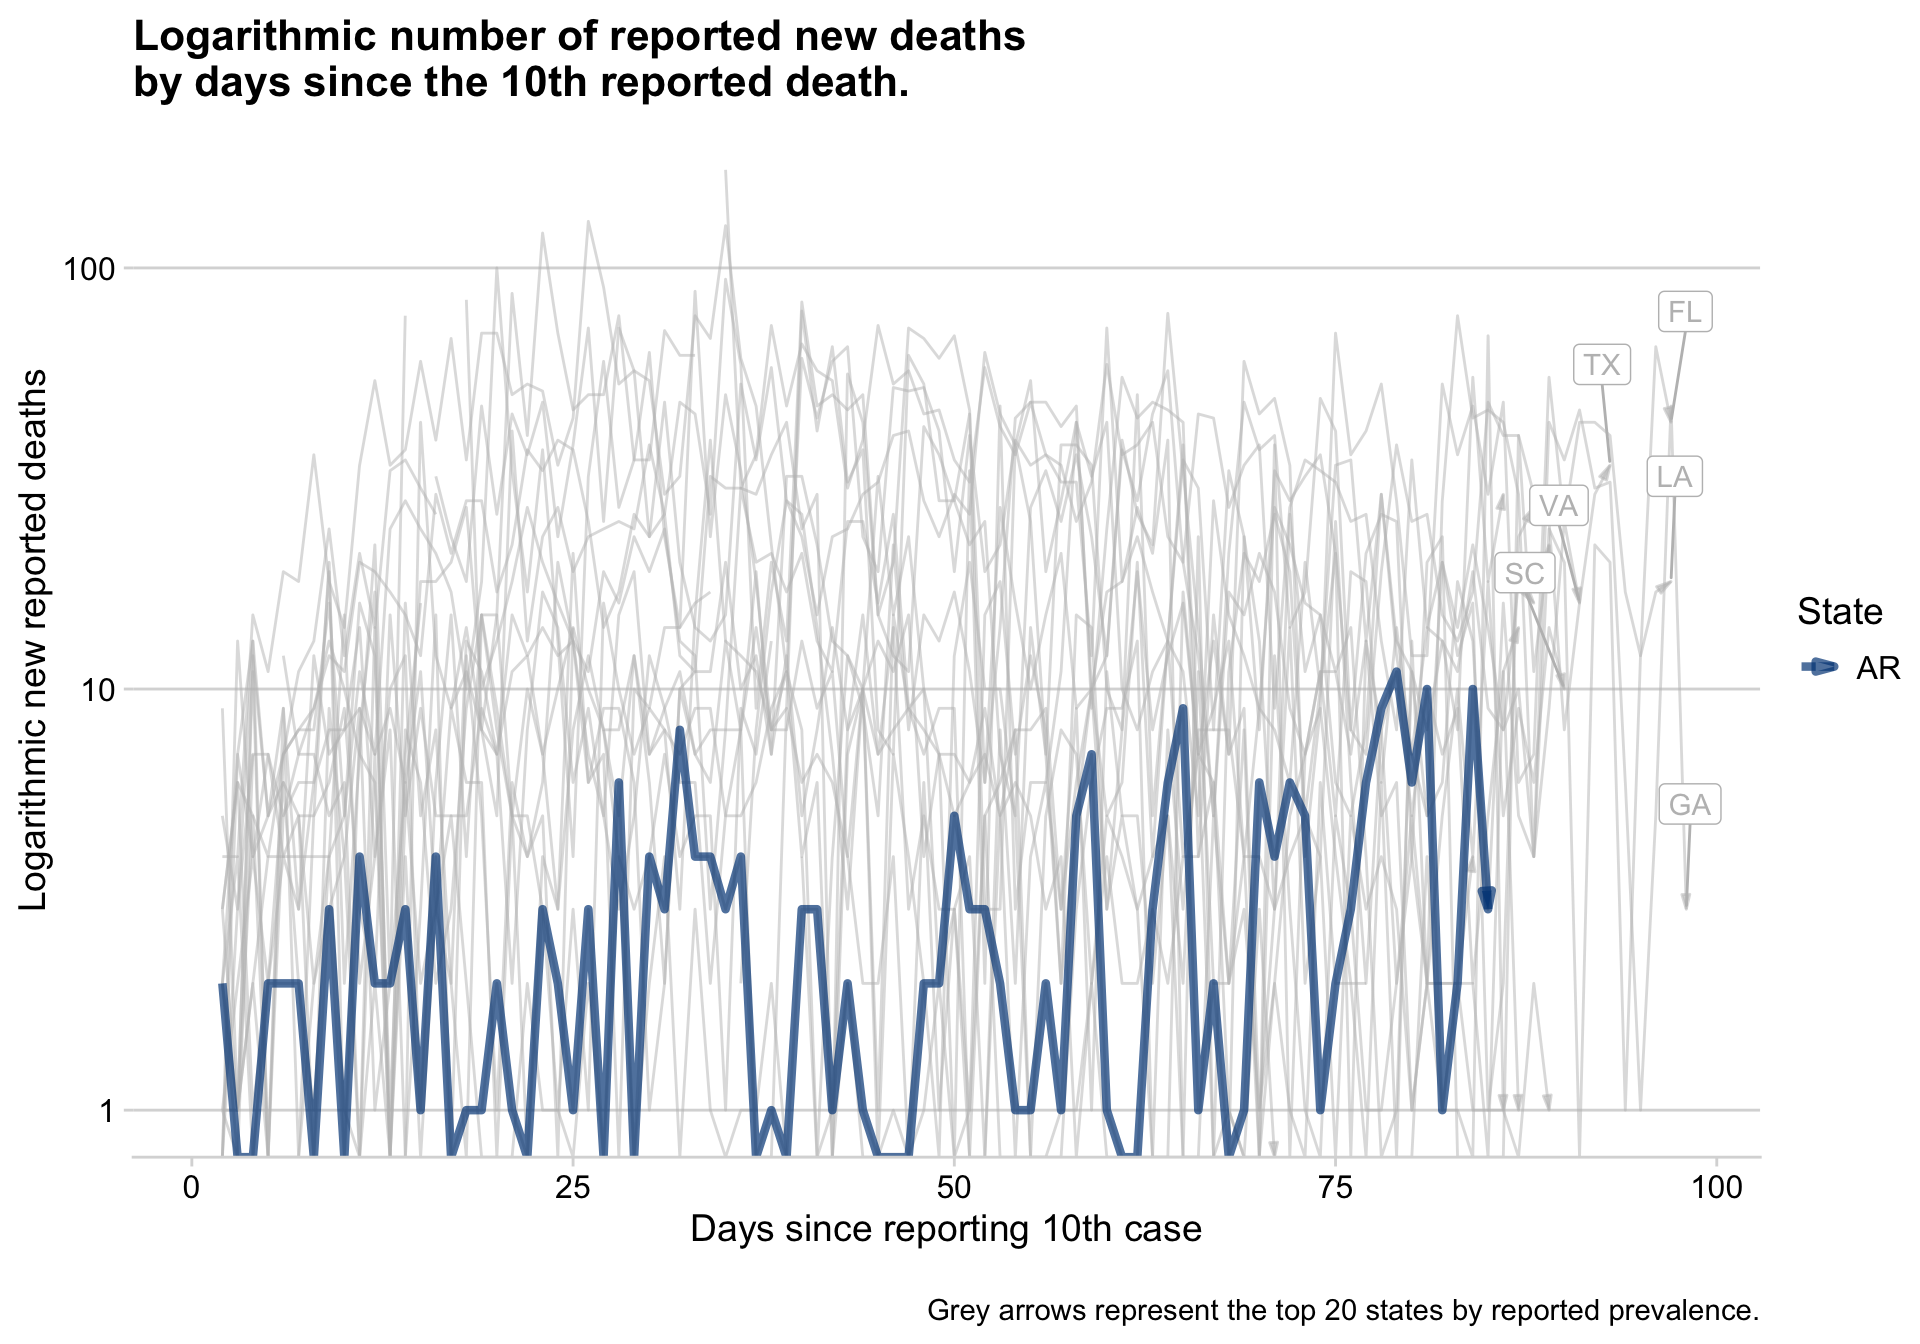 Logarithmic number of reported new deaths
by days since the 10th reported death.
Logarithmic new reported deaths
100
10
1
FL
TX
LA
VA
SC
GA
State
AR
0
25
50
75
100
Days since reporting 10th case
Grey arrows represent the top 20 states by reported prevalence.